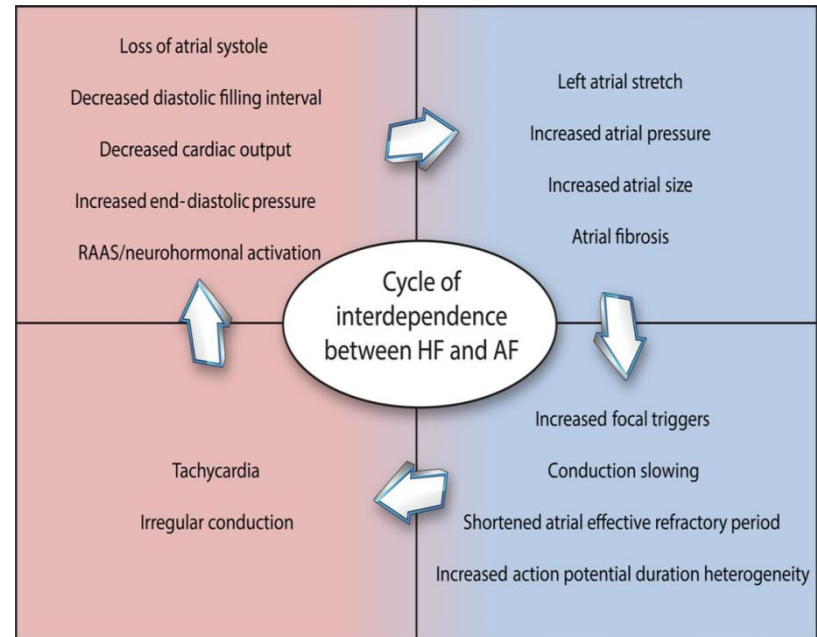 Loss of atrial systole
Decreased diastolic filling interval
Decreased cardiac output
Increased end-diastolic pressure
RAAS/neurohormonal activation
Left atrial stretch
Increased atrial pressure
Increased atrial size
Atrial fibrosis
Cycle of
interdependence
between HF and AF
Tachycardia
Irregular conduction
Increased focal triggers
Conduction slowing
Shortened atrial effective refractory period
Increased action potential duration heterogeneity